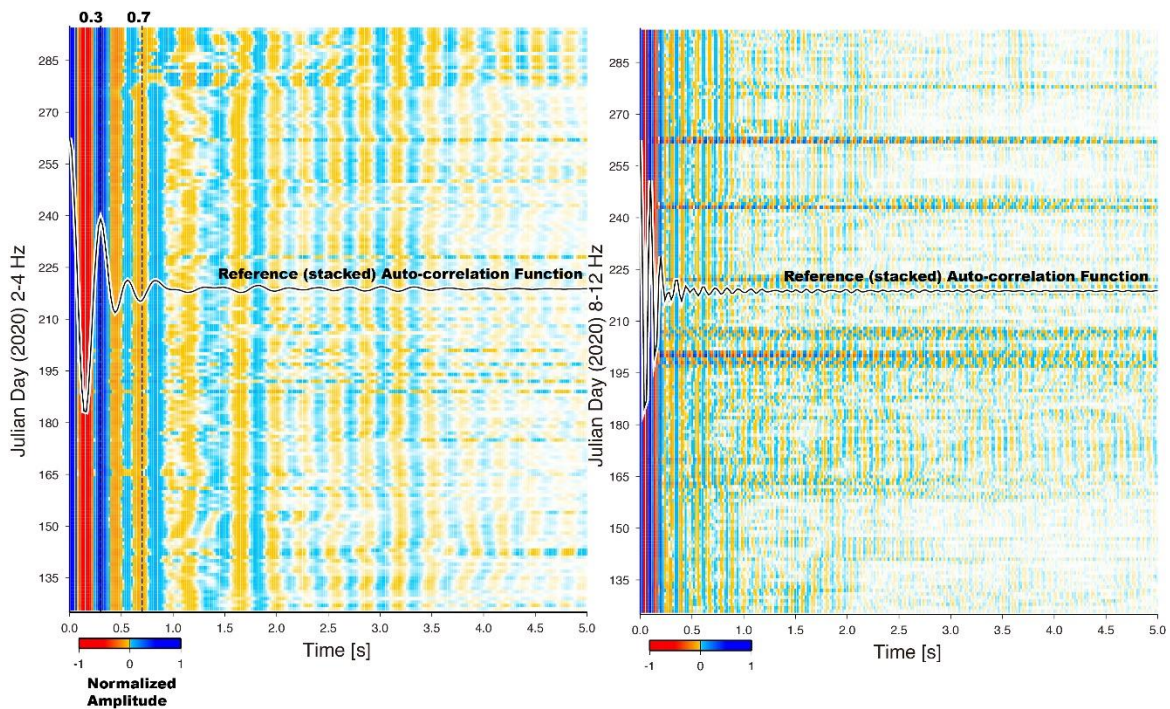 0.3 0.7
285
270
255
240
225
210
195
180
165
150
135
Julian Day (2020) 2-4 Hz
Reference (stacked) Auto-correlation Function
0.0 0.5 1.0 1.5 2.0 2.5 3.0 3.5 4.0 4.5 5.0
Time [s]
-1 0 1
Normalized
Amplitude
285
270
255
240
225
210
195
180
165
150
135
Julian Day (2020) 8-12 Hz
Reference (stacked) Auto-correlation Function
0.0 0.5 1.0 1.5 2.0 2.5 3.0 3.5 4.0 4.5 5.0
Time [s]
-1 0 1